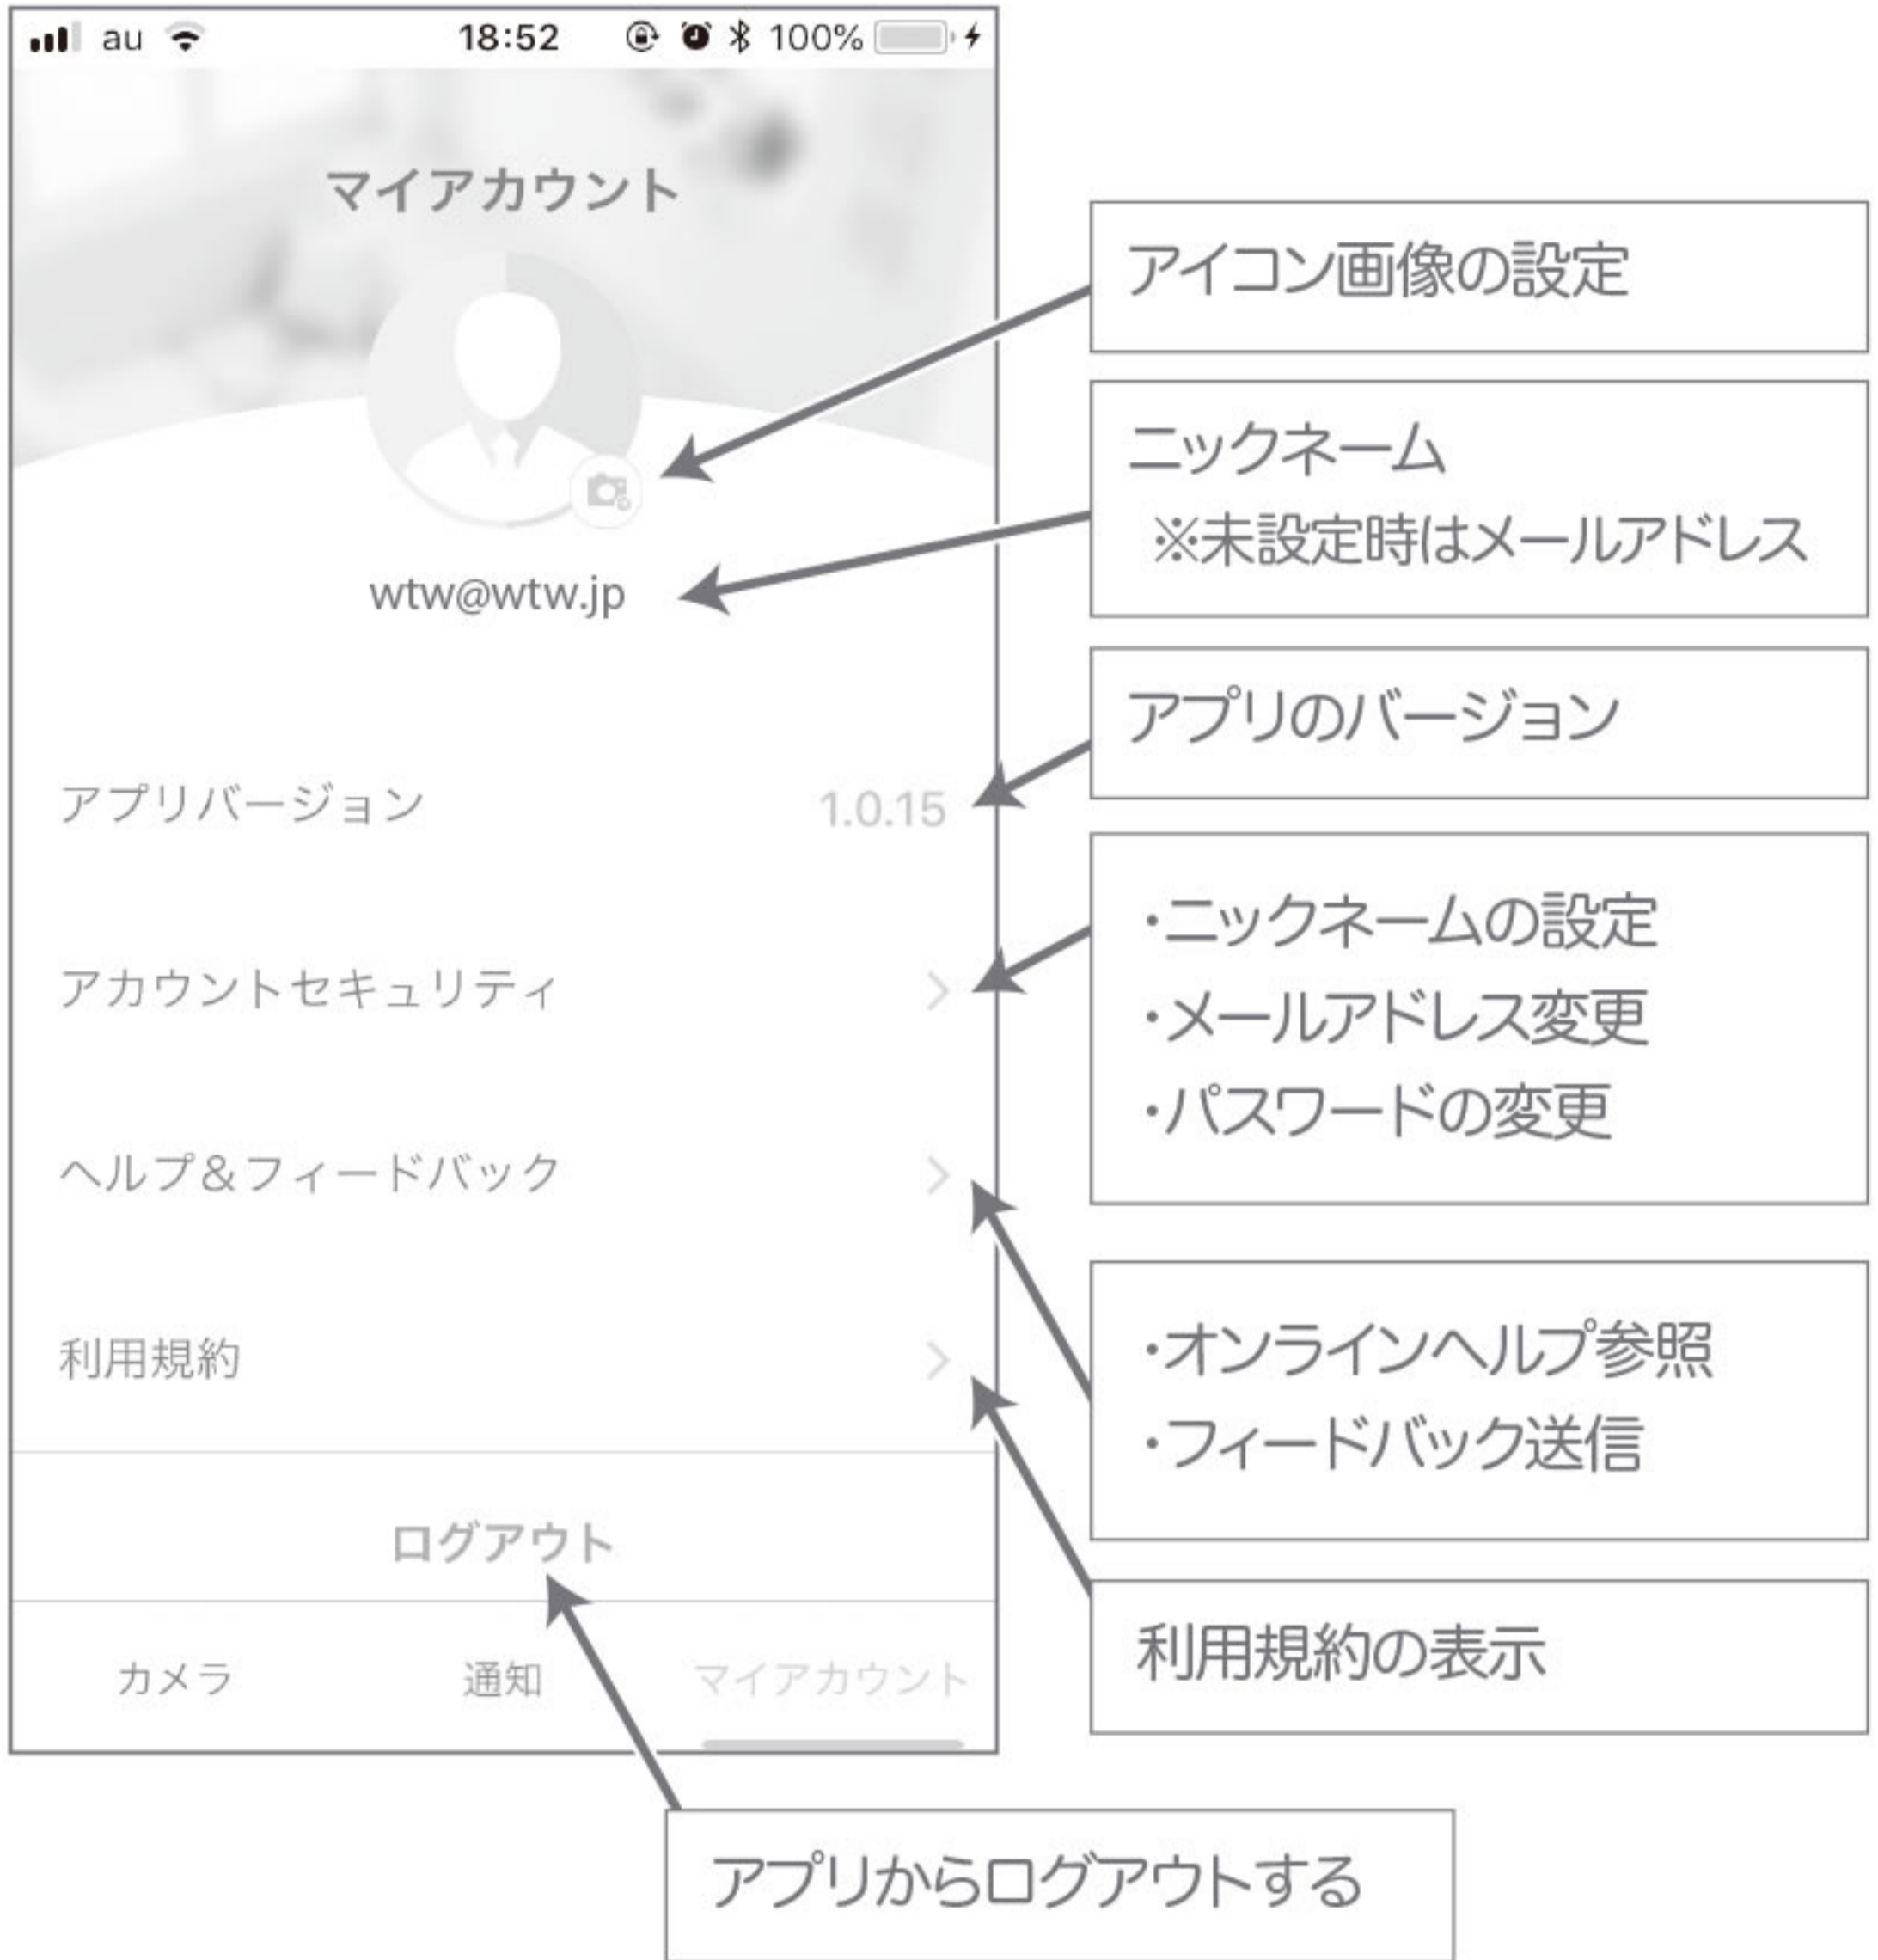 au 18:52 100%
マイアカウント
wtw@wtw.jp
アプリバージョン 1.0.15
アカウントセキュリティ
ヘルプ&フィードバック
利用規約
ログアウト
カメラ 通知 マイアカウント
アイコン画像の設定
ニックネーム
※未設定時はメールアドレス
アプリのバージョン
・ニックネームの設定
・メールアドレス変更
・パスワードの変更
・オンラインヘルプ参照
・フィードバック送信
利用規約の表示
アプリからログアウトする